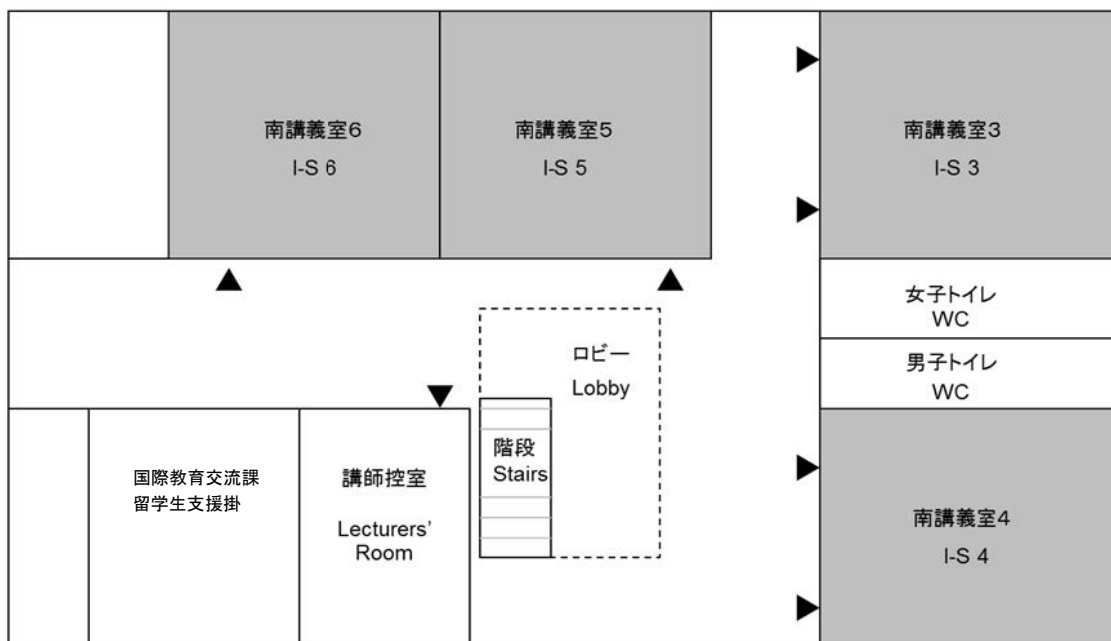 南講義室6
I-S 6
南講義室5
I-S 5
南講義室3
I-S 3
女子トイレ
WC
男子トイレ
WC
ロビー
Lobby
階段
Stairs
国際教育交流課
留学生支援掛
講師控室
Lecturers'
Room
南講義室4
I-S 4